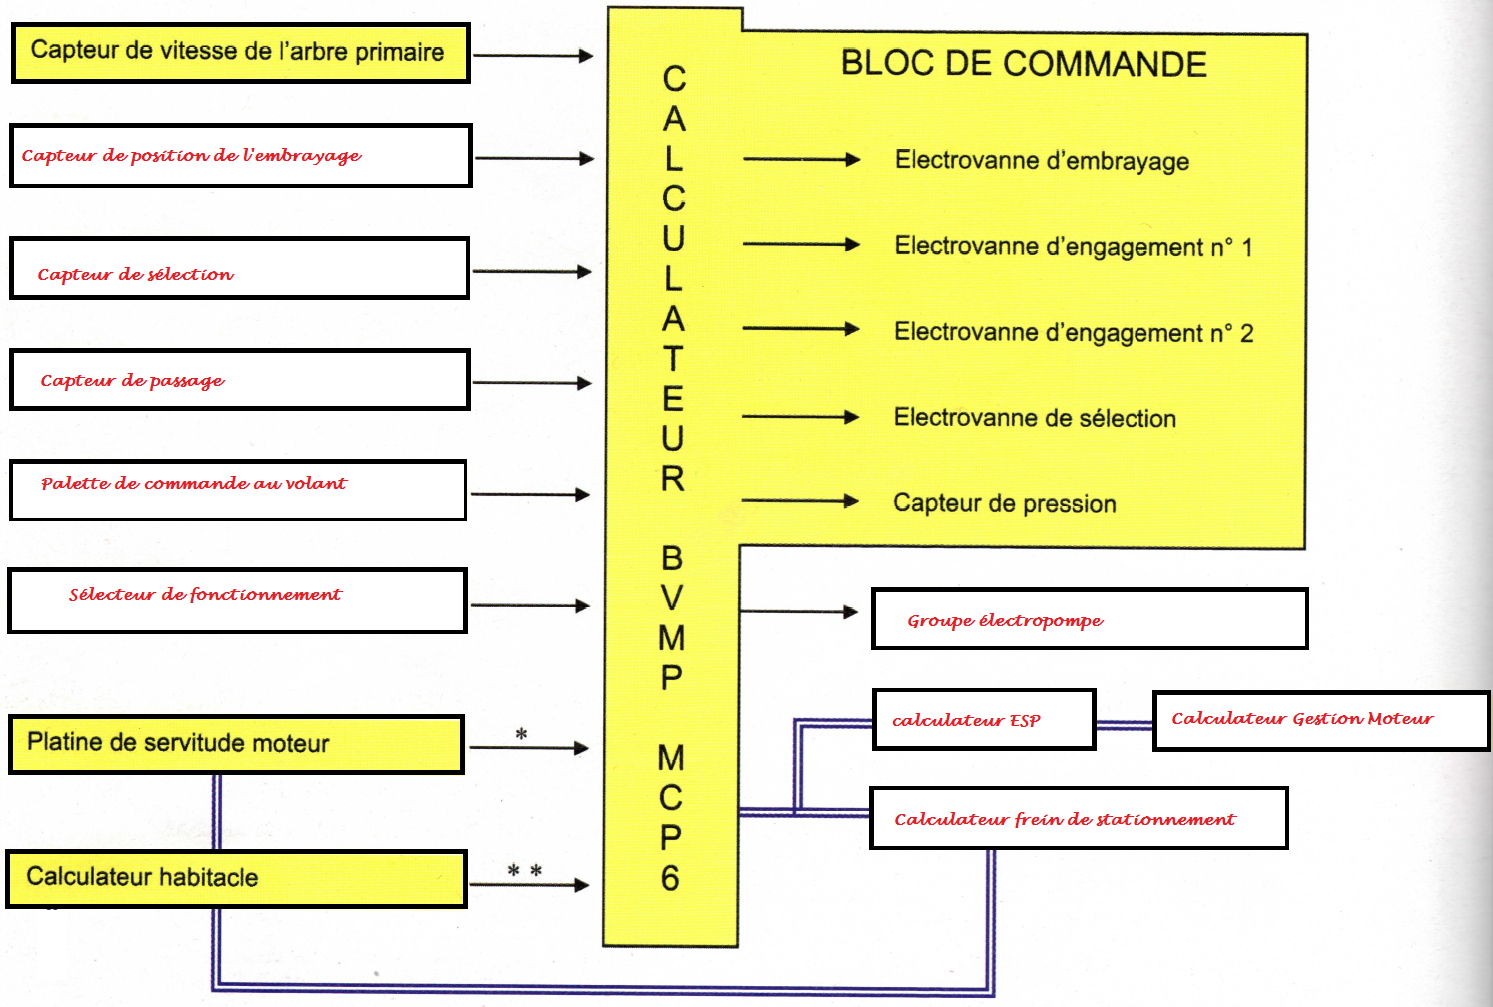 Capteur de vitesse de l'arbre primaire
Capteur de position de l'embrayage
Capteur de sélection
Capteur de passage
Palette de commande au volant
Sélecteur de fonctionnement
Platine de servitude moteur
*
Calculateur habitacle
* *
CALCULATEUR BVMP MCP6
BLOC DE COMMANDE
Electrovanne d'embrayage
Electrovanne d'engagement n° 1
Electrovanne d'engagement n° 2
Electrovanne de sélection
Capteur de pression
Groupe électropompe
calculateur ESP
Calculateur Gestion Moteur
Calculateur frein de stationnement